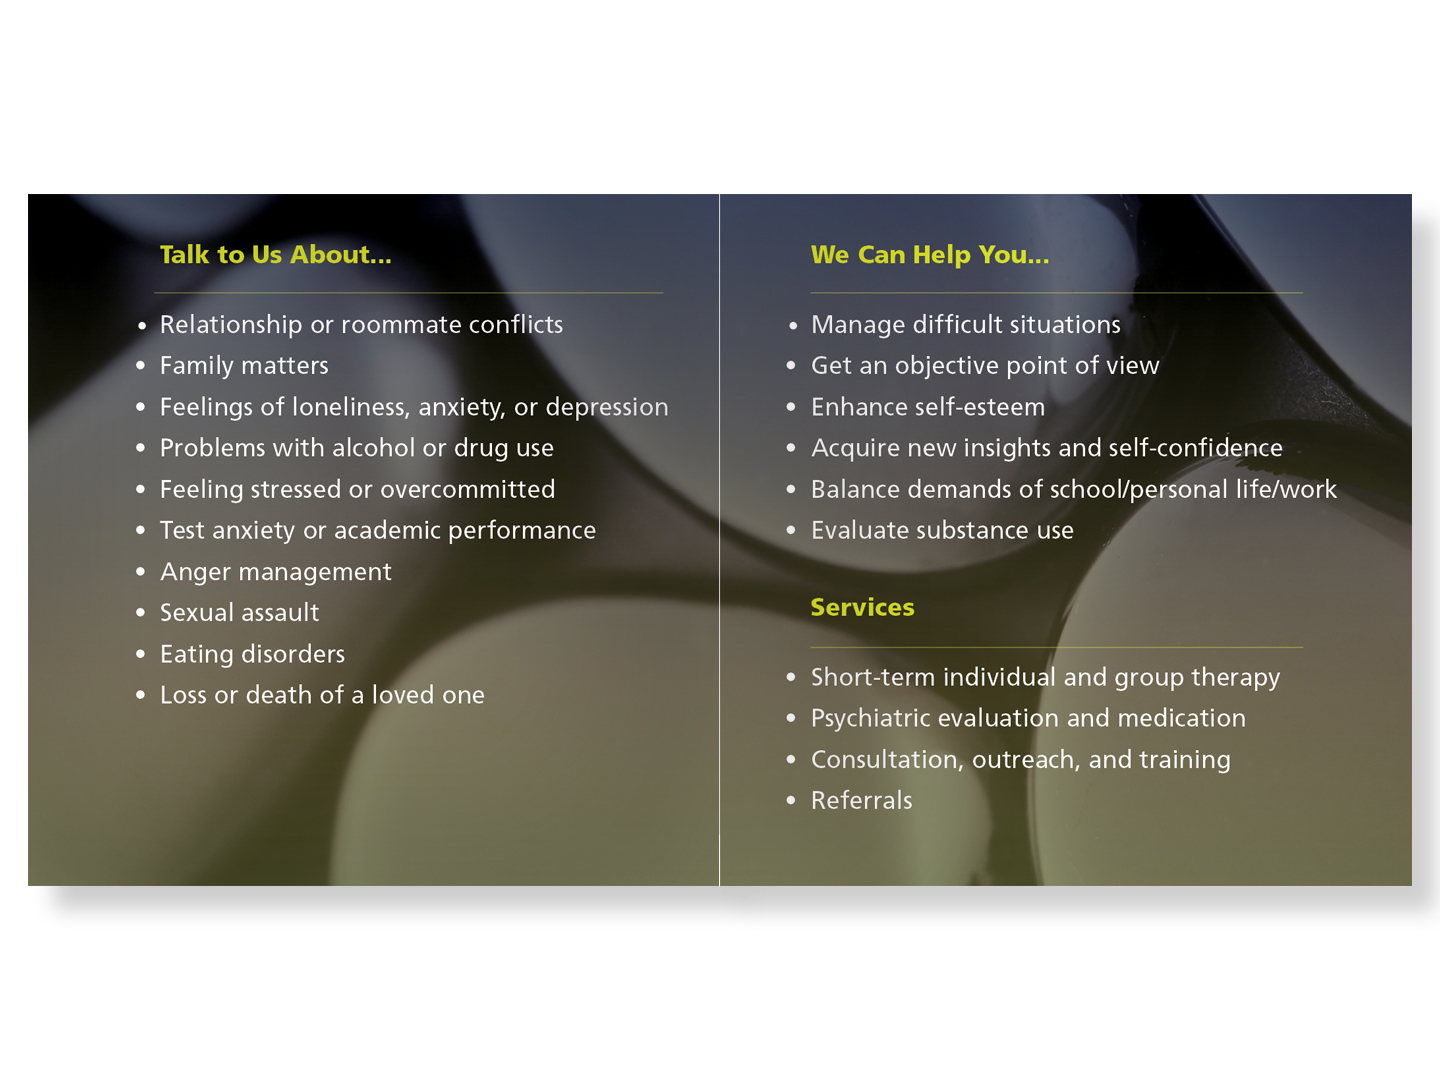 Talk to Us About...
• Relationship or roommate conflicts
• Family matters
• Feelings of loneliness, anxiety, or depression
• Problems with alcohol or drug use
• Feeling stressed or overcommitted
• Test anxiety or academic performance
• Anger management
• Sexual assault
• Eating disorders
• Loss or death of a loved one
We Can Help You...
• Manage difficult situations
• Get an objective point of view
• Enhance self-esteem
• Acquire new insights and self-confidence
• Balance demands of school/personal life/work
• Evaluate substance use
Services
• Short-term individual and group therapy
• Psychiatric evaluation and medication
• Consultation, outreach, and training
• Referrals